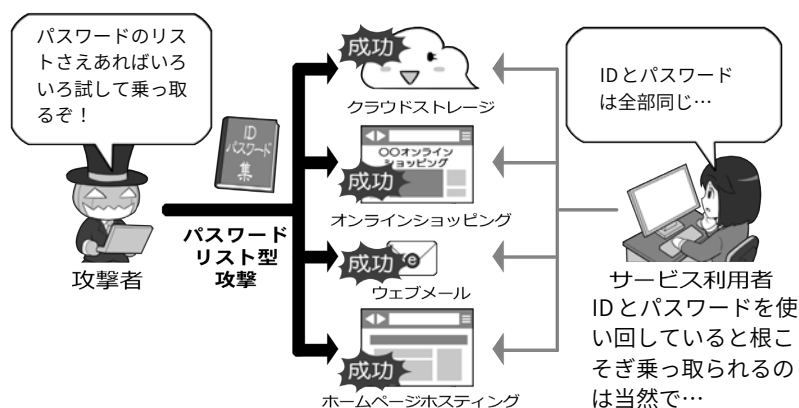 パスワードのリス
トさえあればいろ
いろ試して乗っ取
るぞ！
ID
パスワード
集
攻撃者
パスワード
リスト型
攻撃
成功
クラウドストレージ
〇〇オンライン
ショッピング
成功
オンラインショッピング
成功
e
ウェブメール
成功
ホームページホスティング
IDとパスワード
は全部同じ…
サービス利用者
IDとパスワードを使
い回していると根こ
そぎ乗っ取られるの
は当然で…